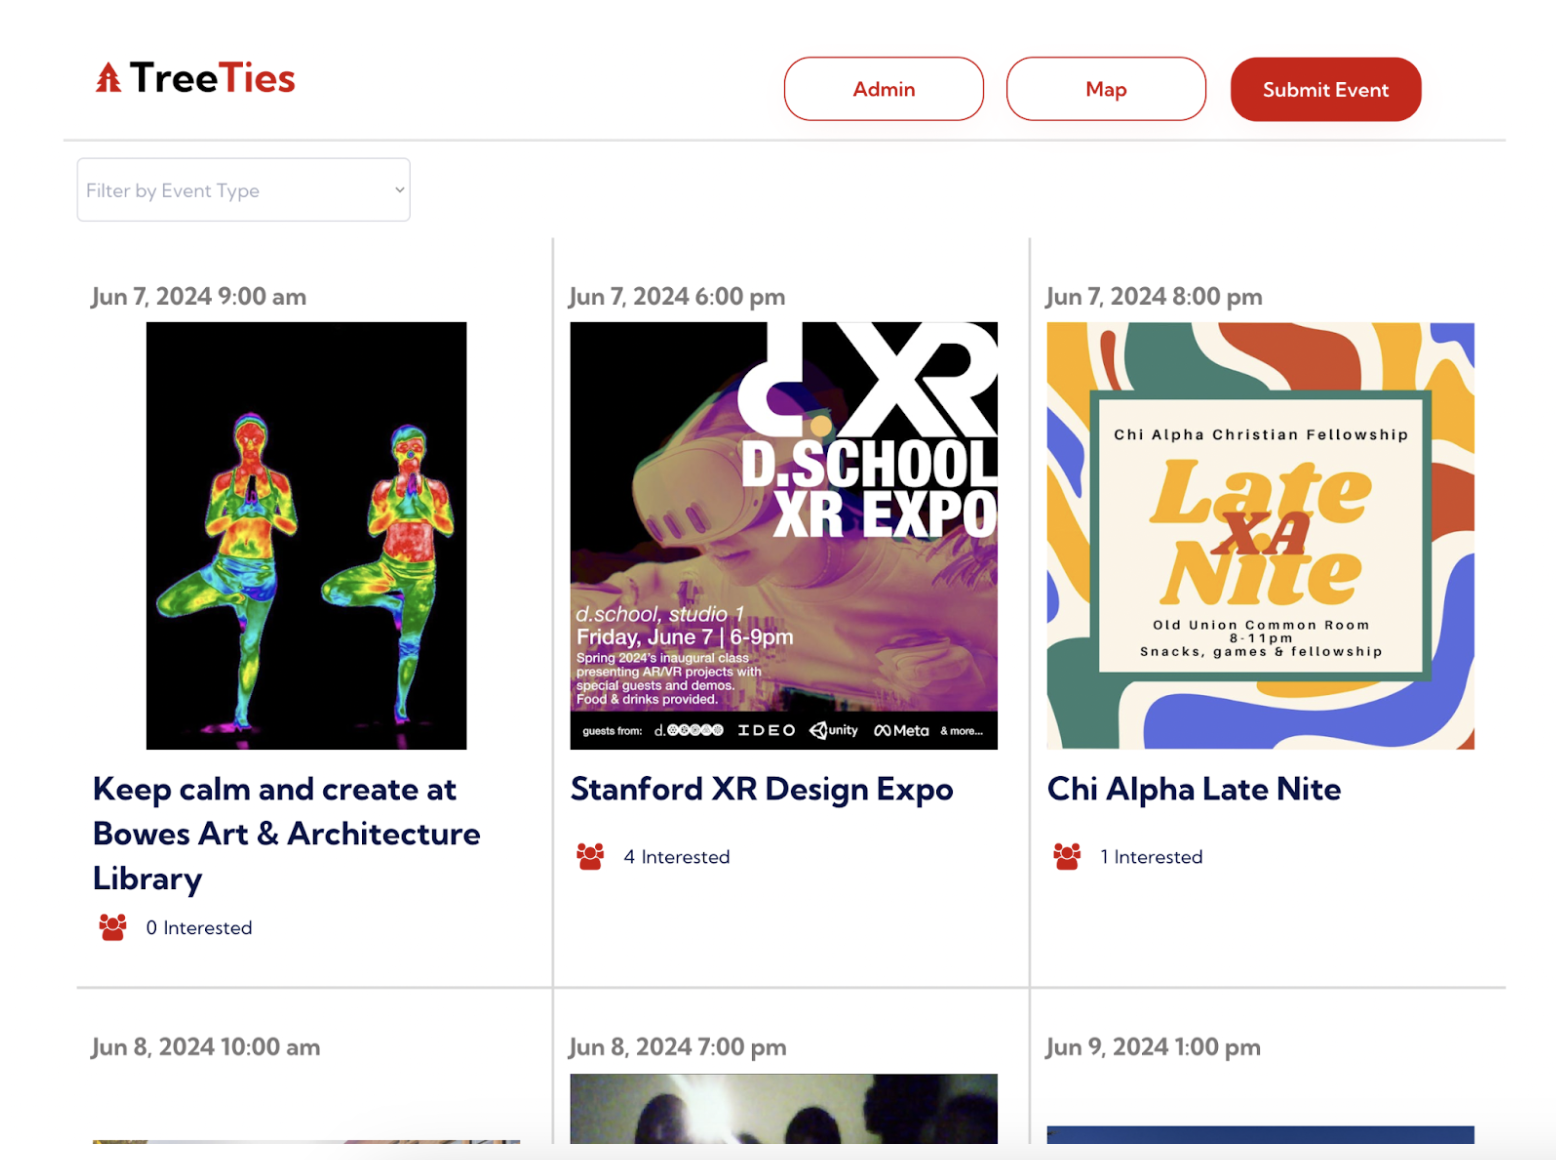 TreeTies
Admin
Map
Submit Event
Filter by Event Type
Jun 7, 2024 9:00 am
Keep calm and create at
Bowes Art & Architecture
Library
0 Interested
Jun 7, 2024 6:00 pm
d.XR
D.SCHOOL
XR EXPO
d.school, studio 1
Friday, June 7 | 6-9pm
Spring 2024's inaugural class
presenting AR/VR projects with
special guests and demos.
Food & drinks provided.
guests from: d.school IDEO unity Meta & more...
Stanford XR Design Expo
4 Interested
Jun 7, 2024 8:00 pm
Chi Alpha Christian Fellowship
Late
XA
Nite
Old Union Common Room
8-11pm
Snacks, games & fellowship
Chi Alpha Late Nite
1 Interested
Jun 8, 2024 10:00 am
Jun 8, 2024 7:00 pm
Jun 9, 2024 1:00 pm